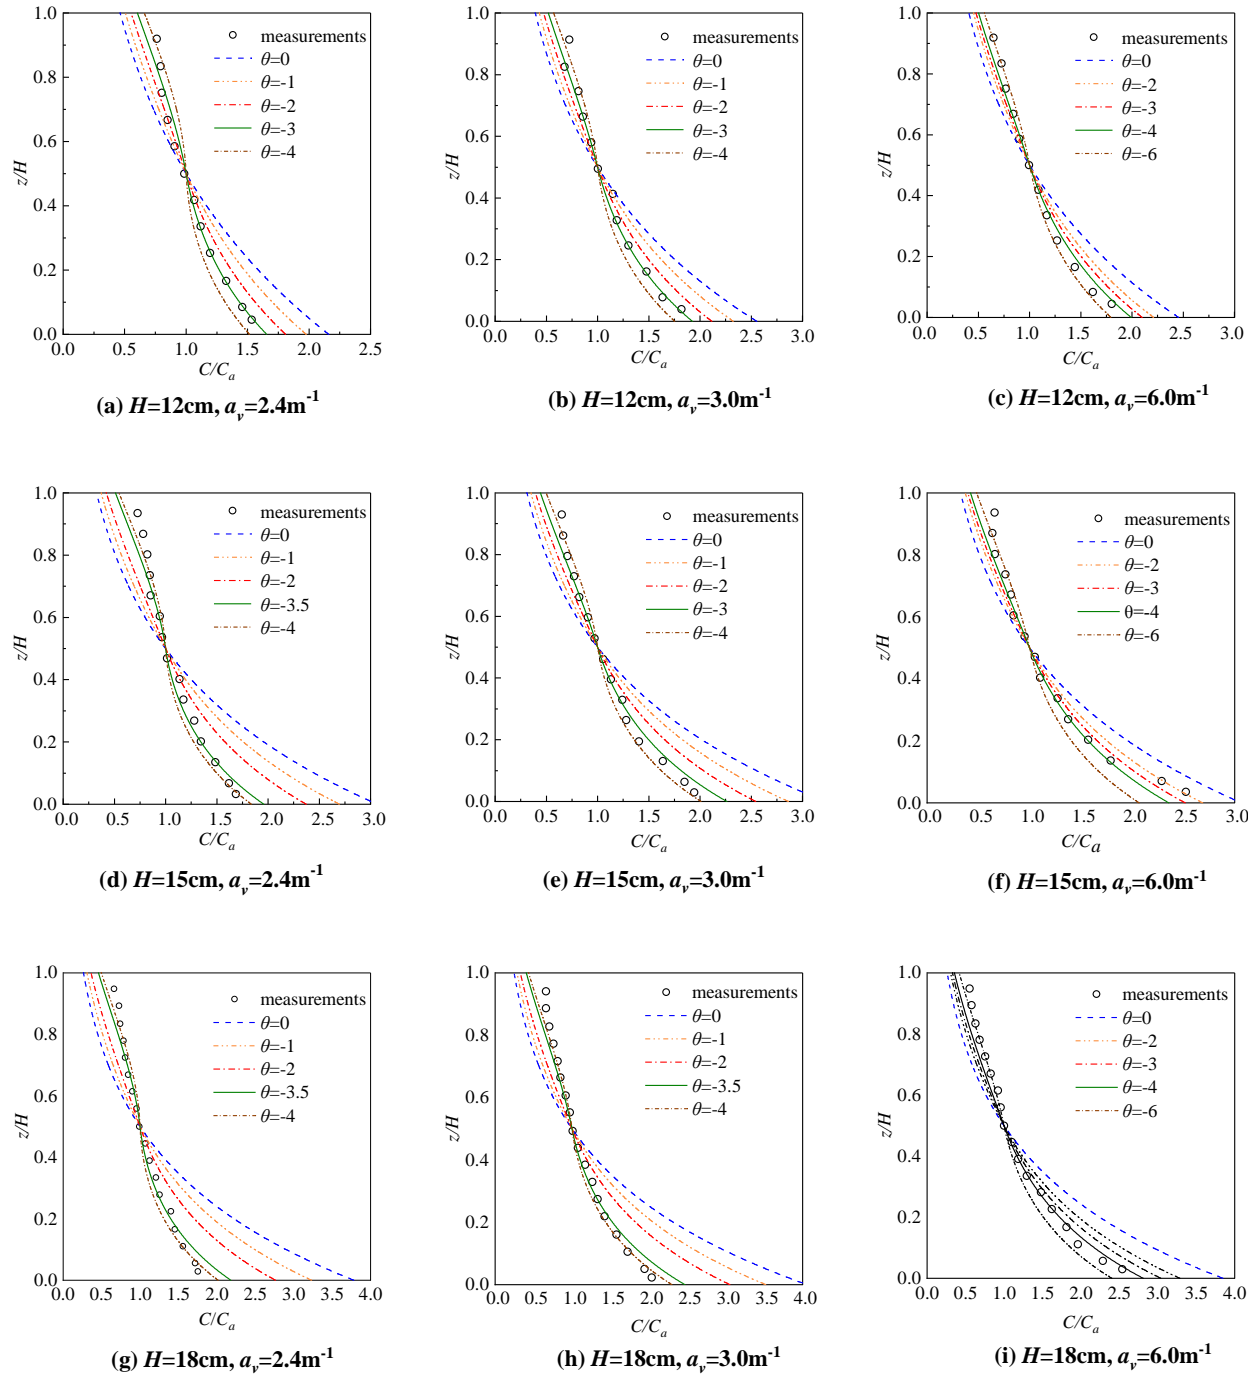 1.0
0.8
0.6
0.4
0.2
0.0
z/H
measurements
θ=0
θ=-1
θ=-2
θ=-3
θ=-4
0.0 0.5 1.0 1.5 2.0 2.5
C/Ca
(a) H=12cm, av=2.4m-1
1.0
0.8
0.6
0.4
0.2
0.0
z/H
measurements
θ=0
θ=-1
θ=-2
θ=-3
θ=-4
0.0 0.5 1.0 1.5 2.0 2.5 3.0
C/Ca
(b) H=12cm, av=3.0m-1
1.0
0.8
0.6
0.4
0.2
0.0
z/H
measurements
θ=0
θ=-2
θ=-3
θ=-4
θ=-6
0.0 0.5 1.0 1.5 2.0 2.5 3.0
C/Ca
(c) H=12cm, av=6.0m-1
1.0
0.8
0.6
0.4
0.2
0.0
z/H
measurements
θ=0
θ=-1
θ=-2
θ=-3.5
θ=-4
0.0 0.5 1.0 1.5 2.0 2.5 3.0
C/Ca
(d) H=15cm, av=2.4m-1
1.0
0.8
0.6
0.4
0.2
0.0
z/H
measurements
θ=0
θ=-1
θ=-2
θ=-3
θ=-4
0.0 0.5 1.0 1.5 2.0 2.5 3.0
C/Ca
(e) H=15cm, av=3.0m-1
1.0
0.8
0.6
0.4
0.2
0.0
z/H
measurements
θ=0
θ=-2
θ=-3
θ=-4
θ=-6
0.0 0.5 1.0 1.5 2.0 2.5 3.0
C/Ca
(f) H=15cm, av=6.0m-1
1.0
0.8
0.6
0.4
0.2
0.0
z/H
measurements
θ=0
θ=-1
θ=-2
θ=-3.5
θ=-4
0.0 0.5 1.0 1.5 2.0 2.5 3.0 3.5 4.0
C/Ca
(g) H=18cm, av=2.4m-1
1.0
0.8
0.6
0.4
0.2
0.0
z/H
measurements
θ=0
θ=-1
θ=-2
θ=-3.5
θ=-4
0.0 0.5 1.0 1.5 2.0 2.5 3.0 3.5 4.0
C/Ca
(h) H=18cm, av=3.0m-1
1.0
0.8
0.6
0.4
0.2
0.0
z/H
measurements
θ=0
θ=-2
θ=-3
θ=-4
θ=-6
0.0 0.5 1.0 1.5 2.0 2.5 3.0 3.5 4.0
C/Ca
(i) H=18cm, av=6.0m-1